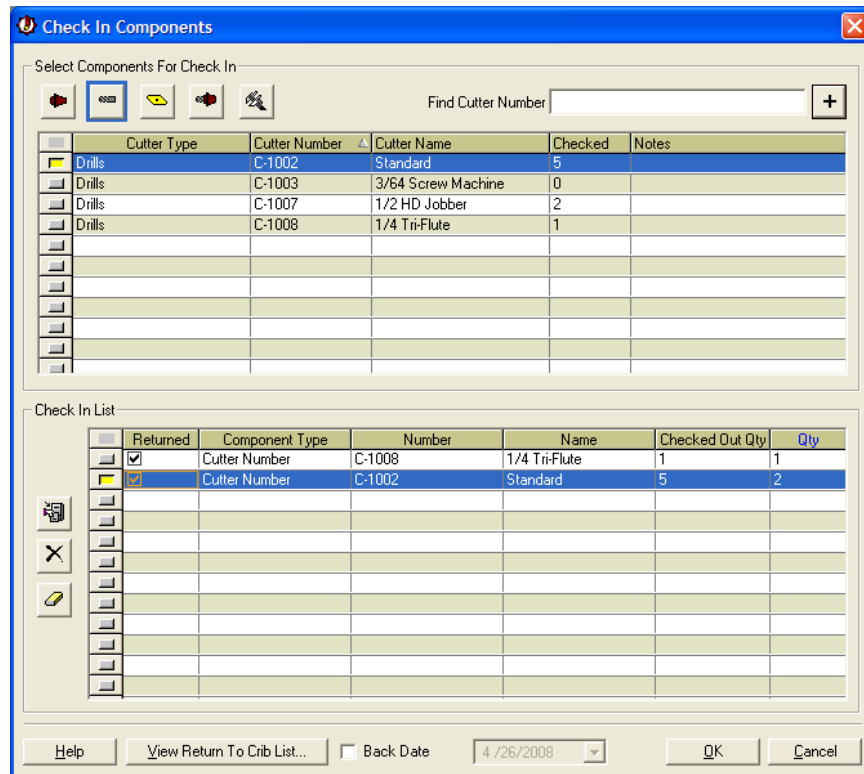 Check In Components
Select Components For Check In
Find Cutter Number
+
Cutter Type Cutter Number Cutter Name Checked Notes
Drills C-1002 Standard 5
Drills C-1003 3/64 Screw Machine 0
Drills C-1007 1/2 HD Jobber 2
Drills C-1008 1/4 Tri-Flute 1
Check In List
Returned Component Type Number Name Checked Out Qty Qty
Cutter Number C-1008 1/4 Tri-Flute 1 1
Cutter Number C-1002 Standard 5 2
Help View Return To Crib List... Back Date 4 /26/2008 OK Cancel